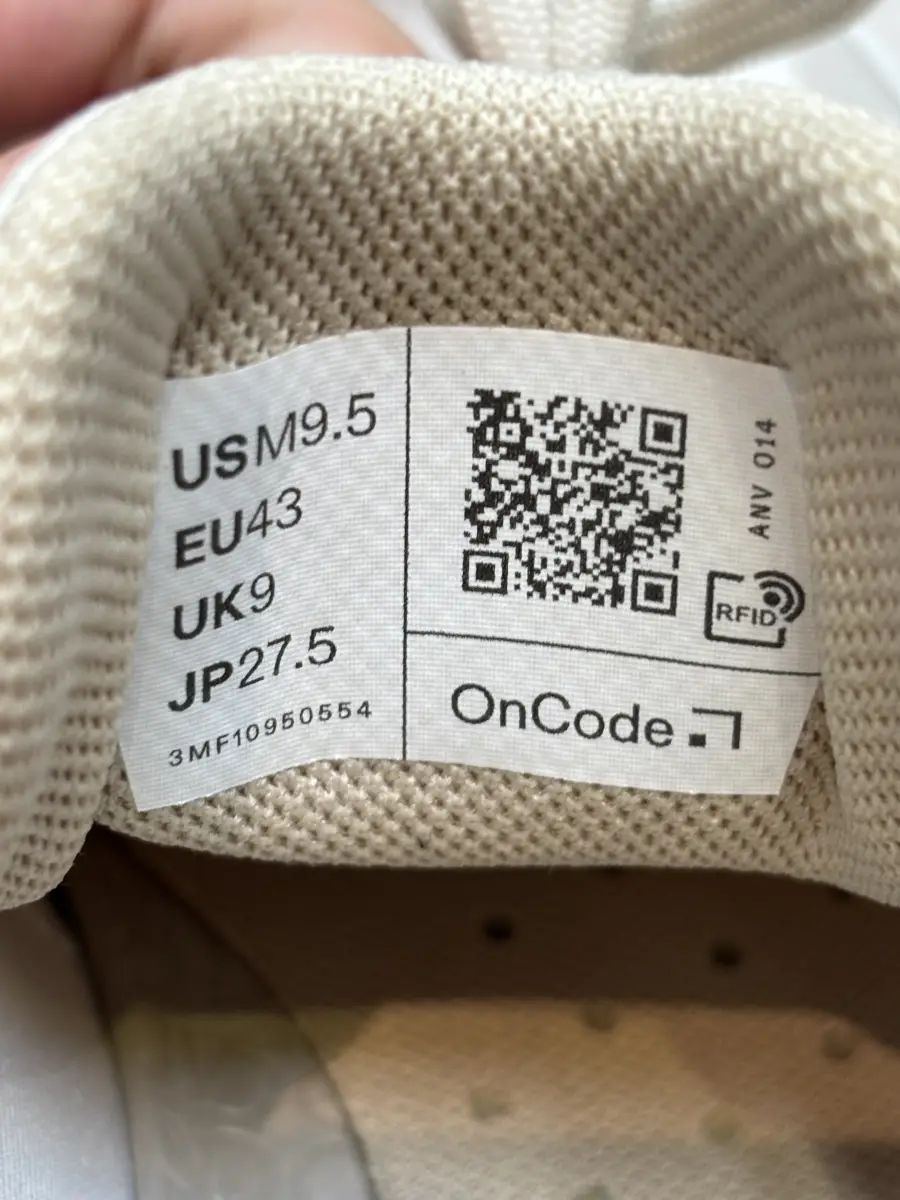 USM9.5
EU43
UK9
JP27.5
3MF10950554
ANV 014
RFID
OnCode